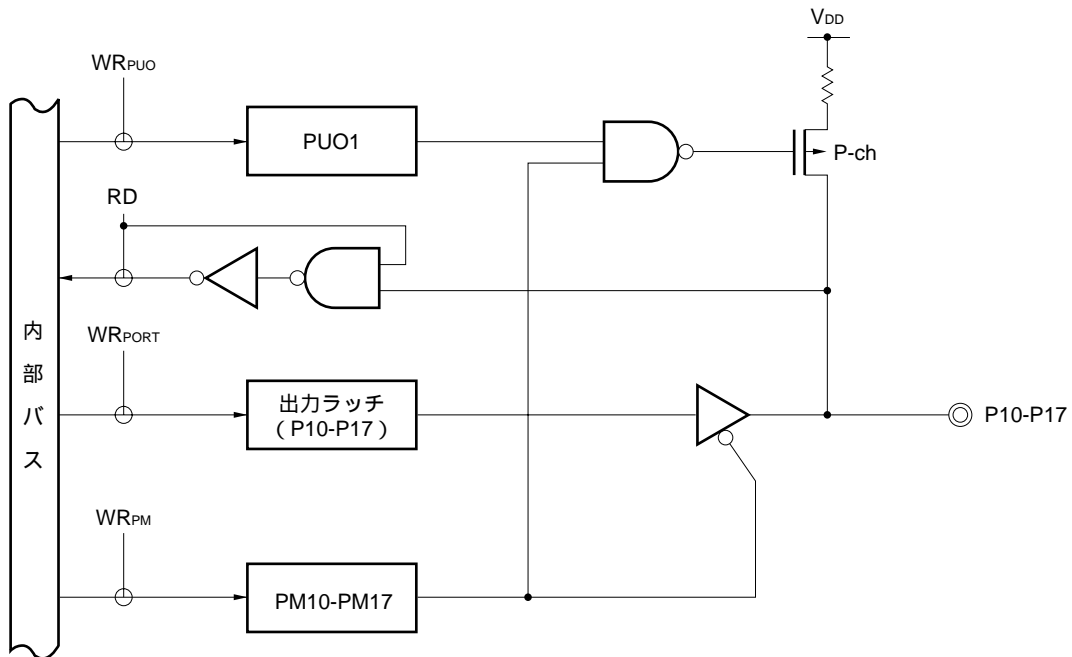 VDD
WRPUO
PUO1
P-ch
RD
内部バス
WRPORT
出力ラッチ
（P10-P17）
P10-P17
WRPM
PM10-PM17